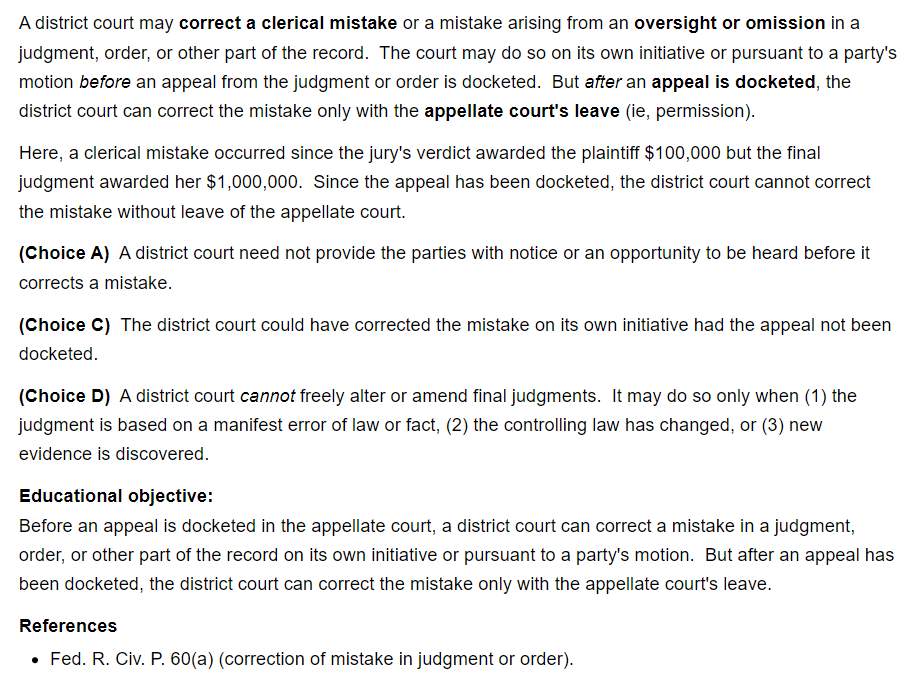 A district court may correct a clerical mistake or a mistake arising from an oversight or omission in a
judgment, order, or other part of the record.  The court may do so on its own initiative or pursuant to a party's
motion before an appeal from the judgment or order is docketed.  But after an appeal is docketed, the
district court can correct the mistake only with the appellate court's leave (ie, permission).
Here, a clerical mistake occurred since the jury's verdict awarded the plaintiff $100,000 but the final
judgment awarded her $1,000,000.  Since the appeal has been docketed, the district court cannot correct
the mistake without leave of the appellate court.
(Choice A)  A district court need not provide the parties with notice or an opportunity to be heard before it
corrects a mistake.
(Choice C)  The district court could have corrected the mistake on its own initiative had the appeal not been
docketed.
(Choice D)  A district court cannot freely alter or amend final judgments.  It may do so only when (1) the
judgment is based on a manifest error of law or fact, (2) the controlling law has changed, or (3) new
evidence is discovered.
Educational objective:
Before an appeal is docketed in the appellate court, a district court can correct a mistake in a judgment,
order, or other part of the record on its own initiative or pursuant to a party's motion.  But after an appeal has
been docketed, the district court can correct the mistake only with the appellate court's leave.
References
• Fed. R. Civ. P. 60(a) (correction of mistake in judgment or order).